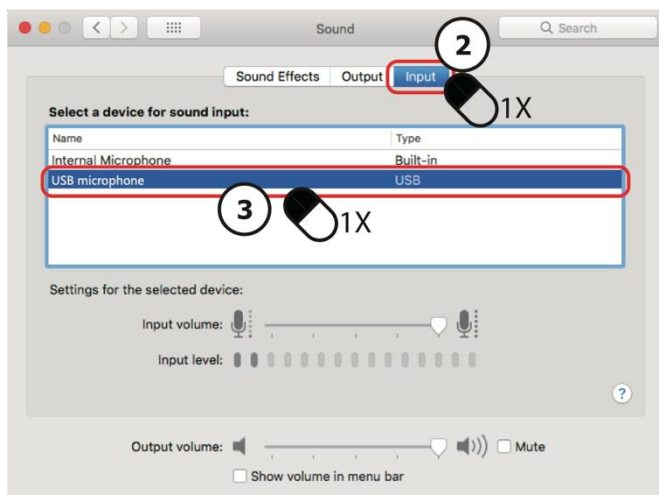 Sound
Search
2
Sound Effects Output Input
1X
Select a device for sound input:
Name Type
Internal Microphone Built-in
USB microphone USB
3
1X
Settings for the selected device:
Input volume:
Input level:
?
Output volume: Mute
Show volume in menu bar